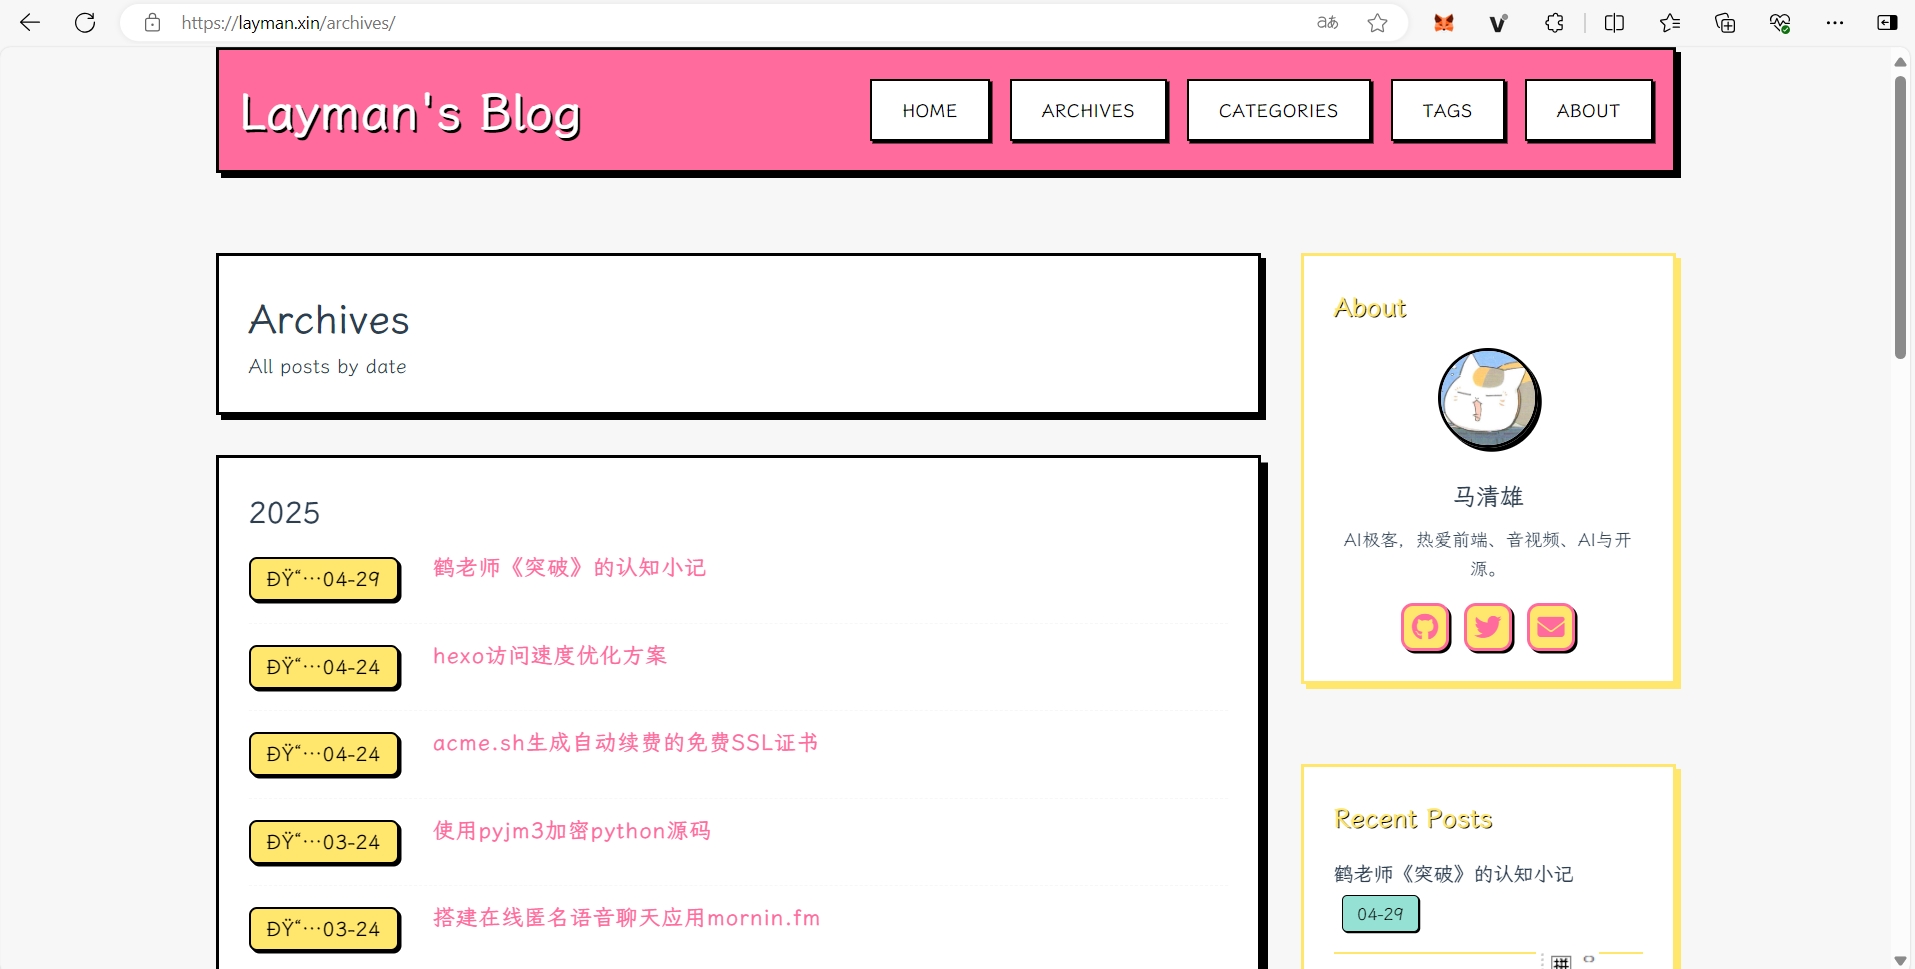 https://layman.xin/archives/
Layman's Blog
HOME
ARCHIVES
CATEGORIES
TAGS
ABOUT
Archives
All posts by date
2025
ðŸ“…04-29
鹤老师《突破》的认知小记
ðŸ“…04-24
hexo访问速度优化方案
ðŸ“…04-24
acme.sh生成自动续费的免费SSL证书
ðŸ“…03-24
使用pyjm3加密python源码
ðŸ“…03-24
搭建在线匿名语音聊天应用mornin.fm
About
马清雄
AI极客，热爱前端、音视频、AI与开
源。
Recent Posts
鹤老师《突破》的认知小记
04-29
拼